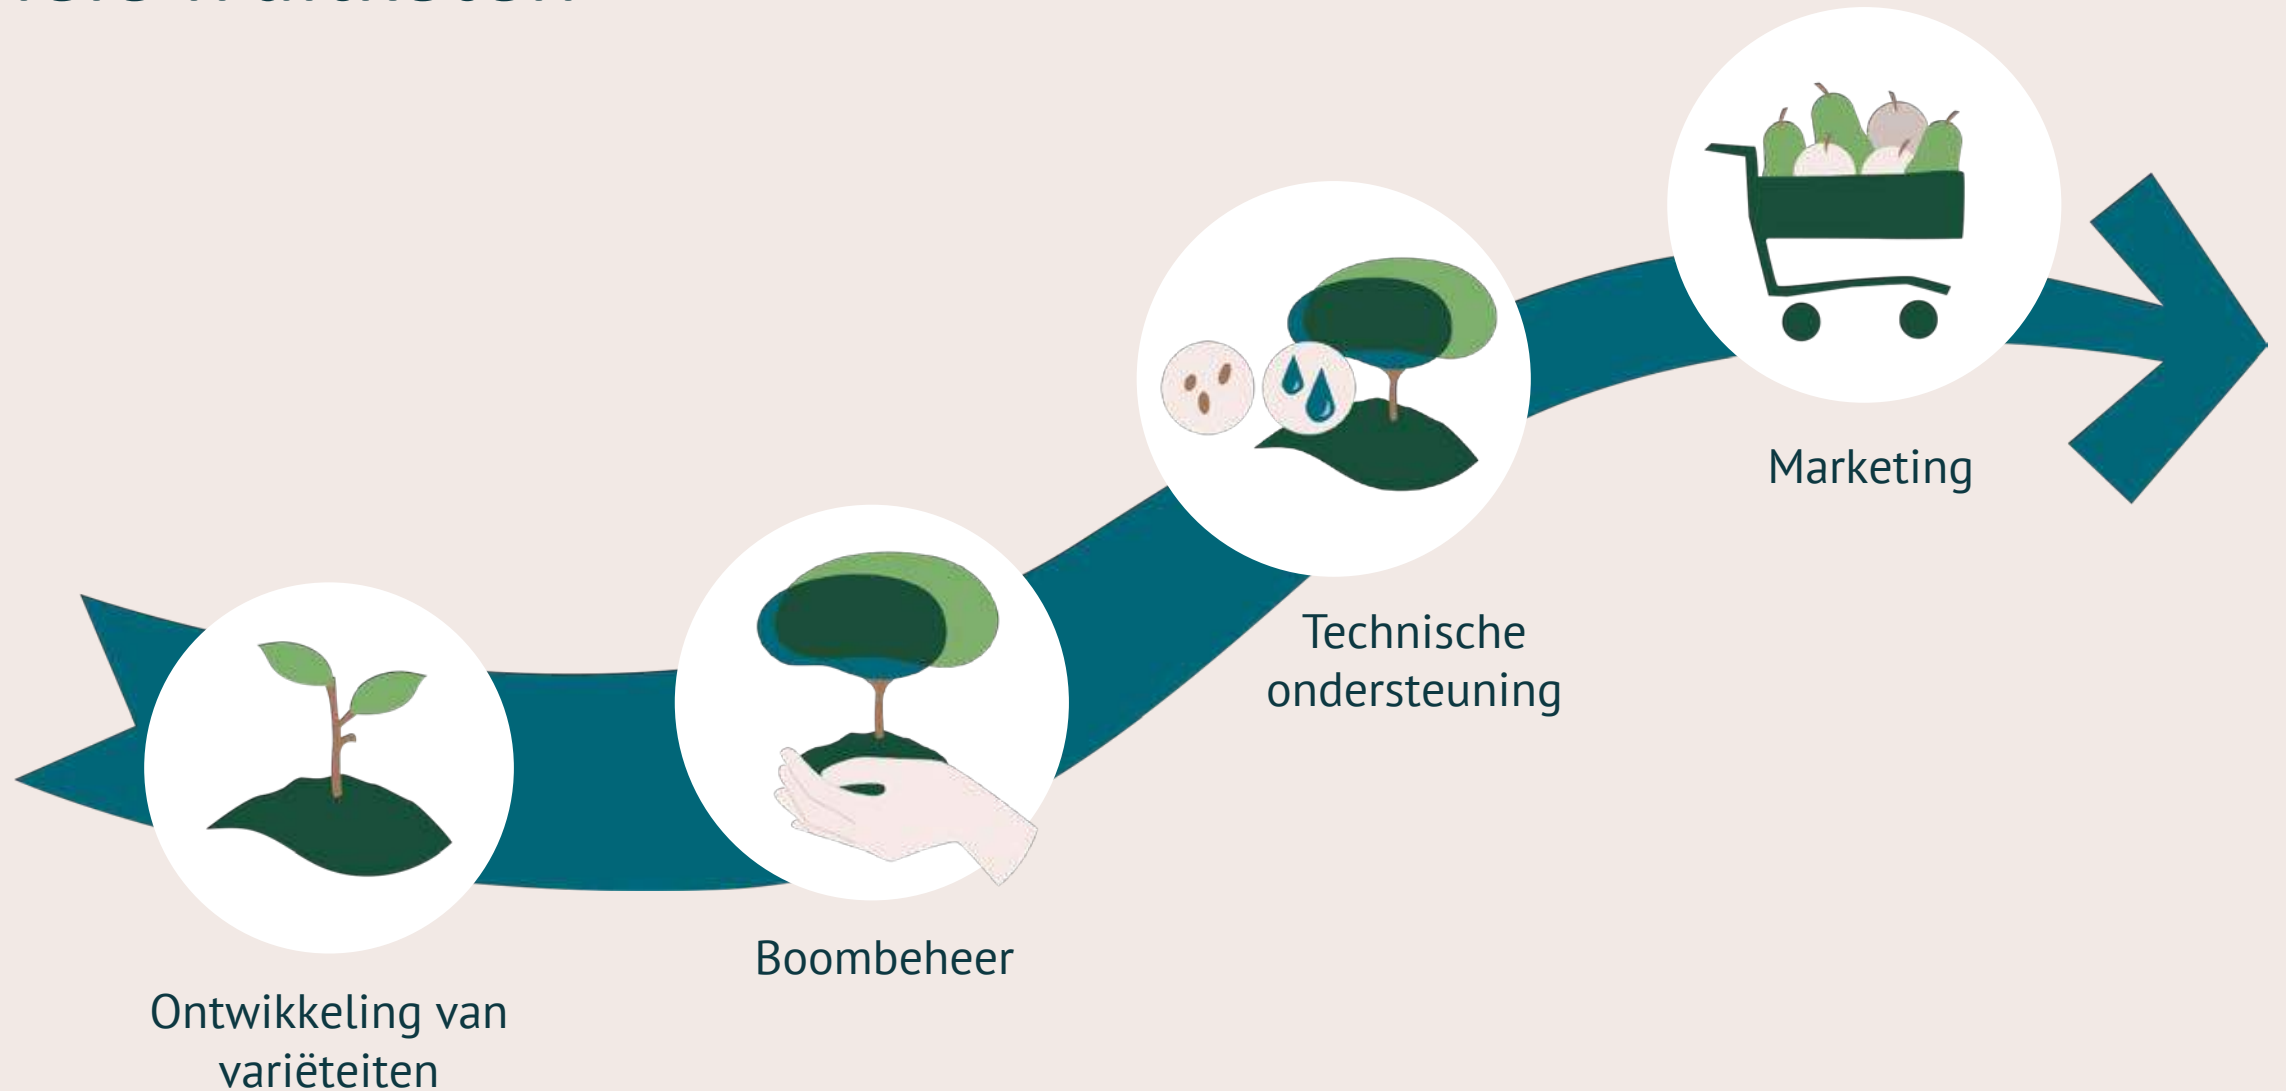 Marketing
Technische
ondersteuning
Boombeheer
Ontwikkeling van
variëteiten